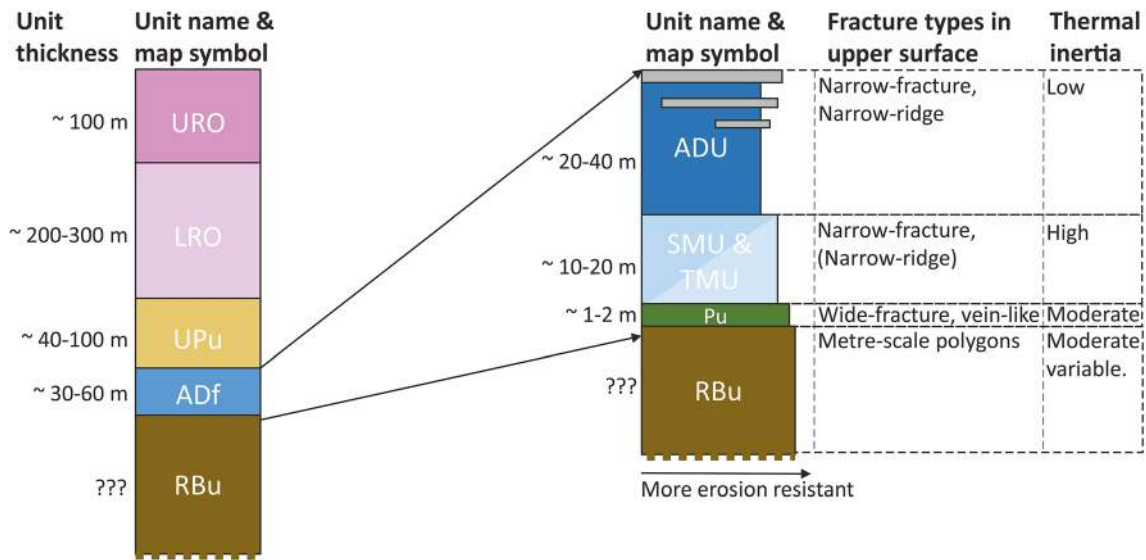 Unit
thickness
Unit name &
map symbol
~ 100 m
URO
~ 200-300 m
LRO
~ 40-100 m
UPu
~ 30-60 m
ADf
???
RBu
Unit name &
map symbol
Fracture types in
upper surface
Thermal
inertia
~ 20-40 m
ADU
Narrow-fracture,
Narrow-ridge
Low
~ 10-20 m
SMU &
TMU
Narrow-fracture,
(Narrow-ridge)
High
~ 1-2 m
Pu
Wide-fracture, vein-like
Moderate
???
RBu
Metre-scale polygons
Moderate
variable.
More erosion resistant